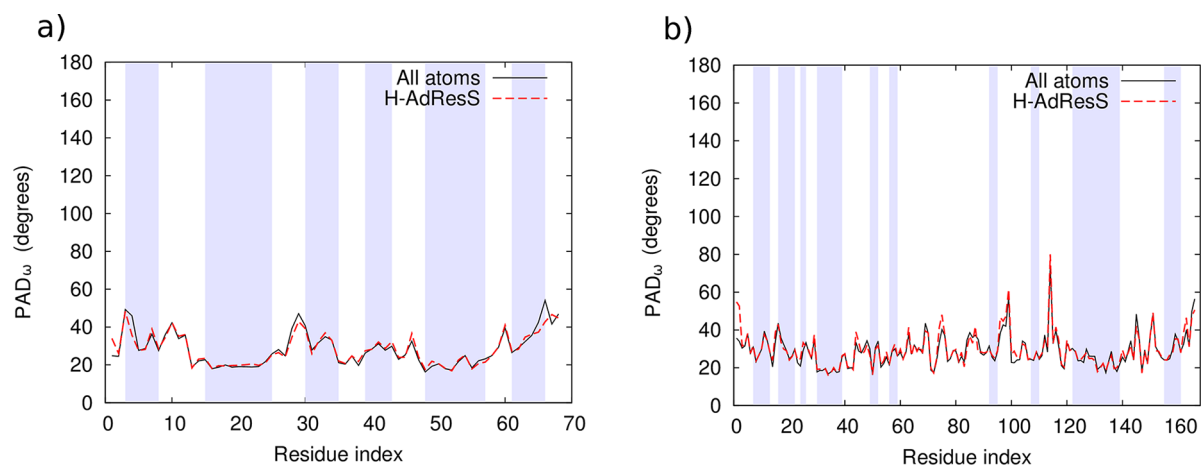 a)
180
160
140
120
100
80
60
40
20
0
PADω (degrees)
All atoms
H-AdResS
0 10 20 30 40 50 60 70
Residue index
b)
180
160
140
120
100
80
60
40
20
0
PADω (degrees)
All atoms
H-AdResS
0 20 40 60 80 100 120 140 160
Residue index